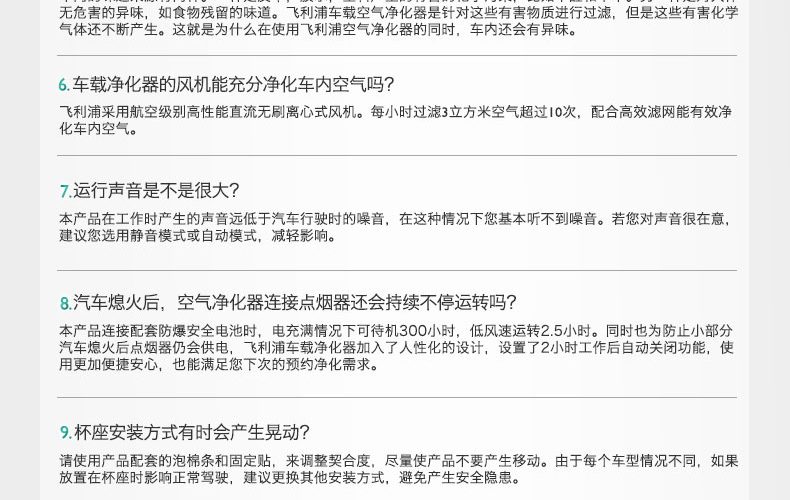 无危害的异味，如食物残留的味道。飞利浦车载空气净化器是针对这些有害物质进行过滤，但是这些有害化学
气体还不断产生。这就是为什么在使用飞利浦空气净化器的同时，车内还会有异味。
6.车载净化器的风机能充分净化车内空气吗？
飞利浦采用航空级别高性能直流无刷离心式风机。每小时过滤3立方米空气超过10次，配合高效滤网能有效净
化车内空气。
7.运行声音是不是很大？
本产品在工作时产生的声音远低于汽车行驶时的噪音，在这种情况下您基本听不到噪音。若您对声音很在意，
建议您选用静音模式或自动模式，减轻影响。
8.汽车熄火后，空气净化器连接点烟器还会持续不停运转吗？
本产品连接配套防爆安全电池时，电充满情况下可待机300小时，低风速运转2.5小时。同时也为防止小部分
汽车熄火后点烟器仍会供电，飞利浦车载净化器加入了人性化的设计，设置了2小时工作后自动关闭功能，使
用更加便捷安心，也能满足您下次的预约净化需求。
9.杯座安装方式有时会产生晃动？
请使用产品配套的泡棉条和固定贴，来调整契合度，尽量使产品不要产生移动。由于每个车型情况不同，如果
放置在杯座时影响正常驾驶，建议更换其他安装方式，避免产生安全隐患。